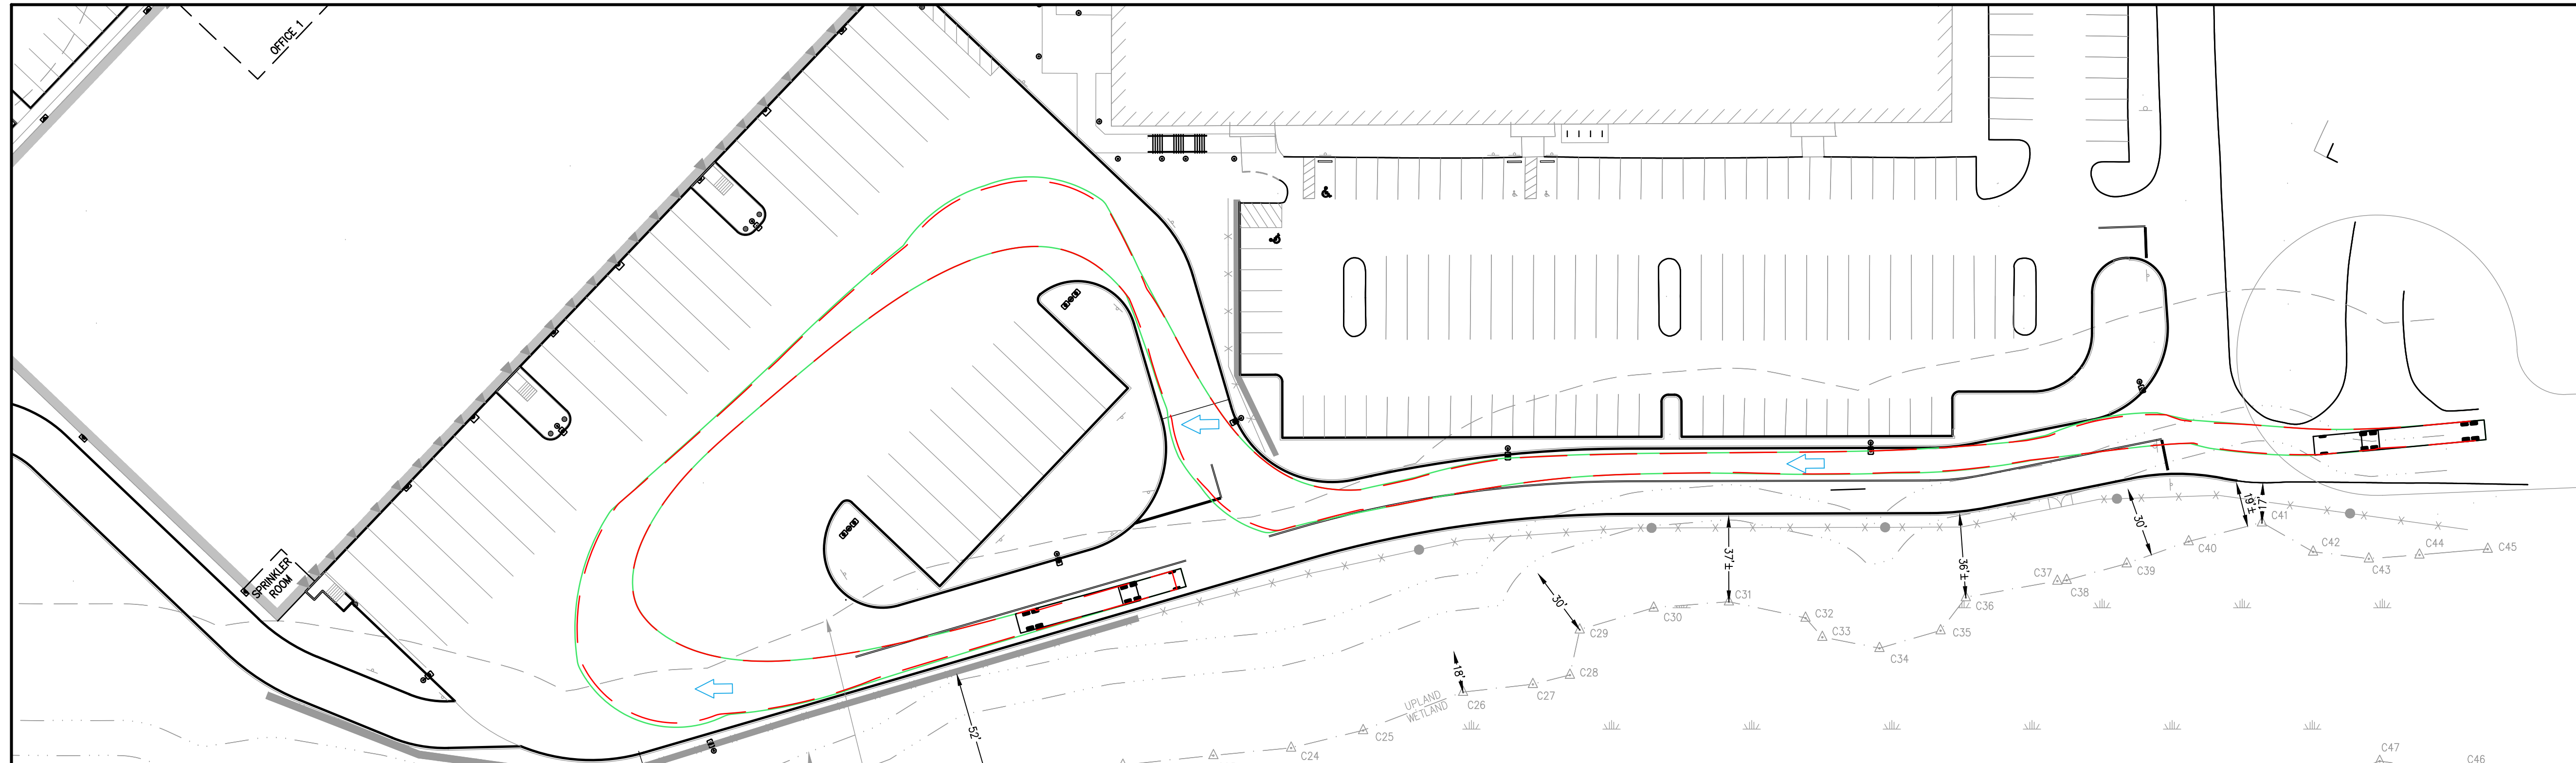 OFFICE 1
SPRINKLER
ROOM
UPLAND
WETLAND
52'
18'
30'
37'±
36'±
30'
19'±
17'
C24
C25
C26
C27
C28
C29
C30
C31
C32
C33
C34
C35
C36
C37
C38
C39
C40
C41
C42
C43
C44
C45
C46
C47